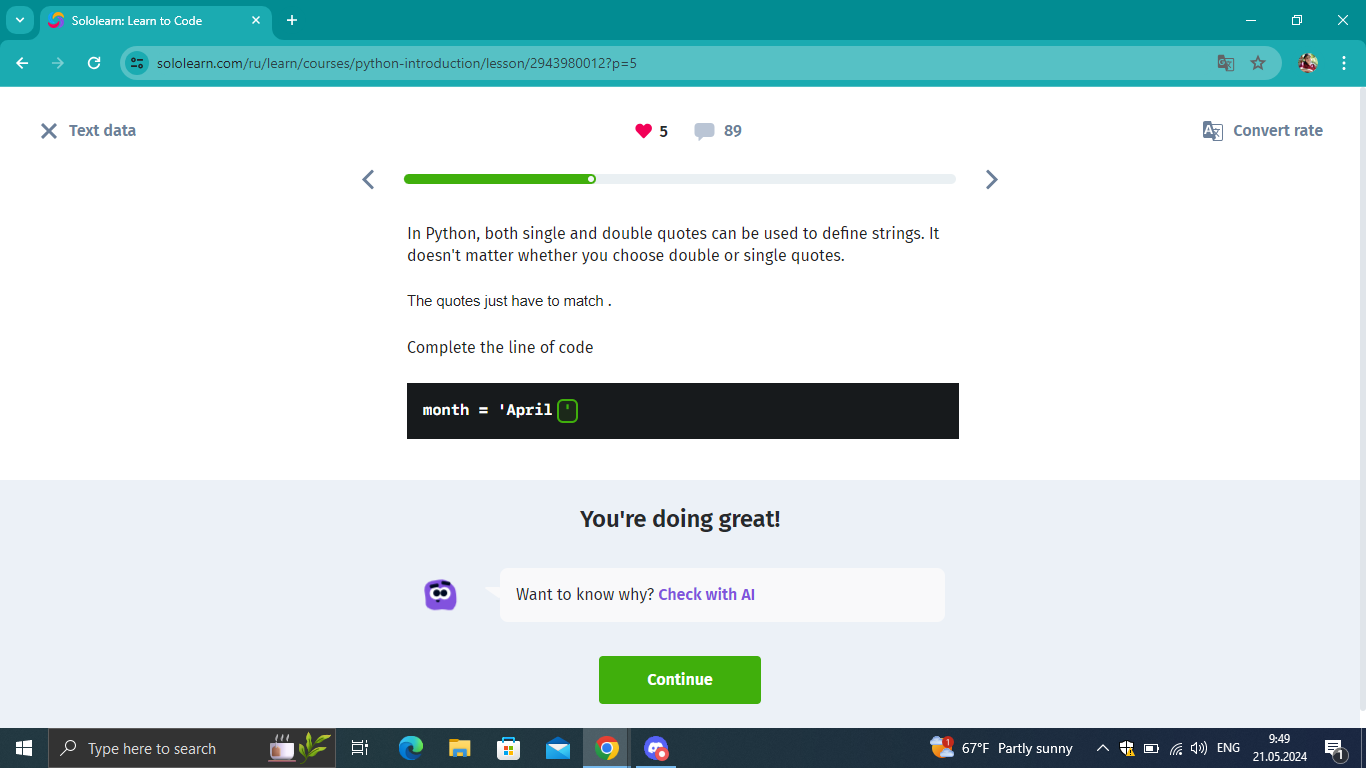 Sololearn: Learn to Code
sololearn.com/ru/learn/courses/python-introduction/lesson/2943980012?p=5
Text data
5
89
Convert rate
In Python, both single and double quotes can be used to define strings. It
doesn't matter whether you choose double or single quotes.
The quotes just have to match .
Complete the line of code
month = 'April '
You're doing great!
Want to know why? Check with AI
Continue
Type here to search
1
67°F Partly sunny
ENG
9:49
21.05.2024
1